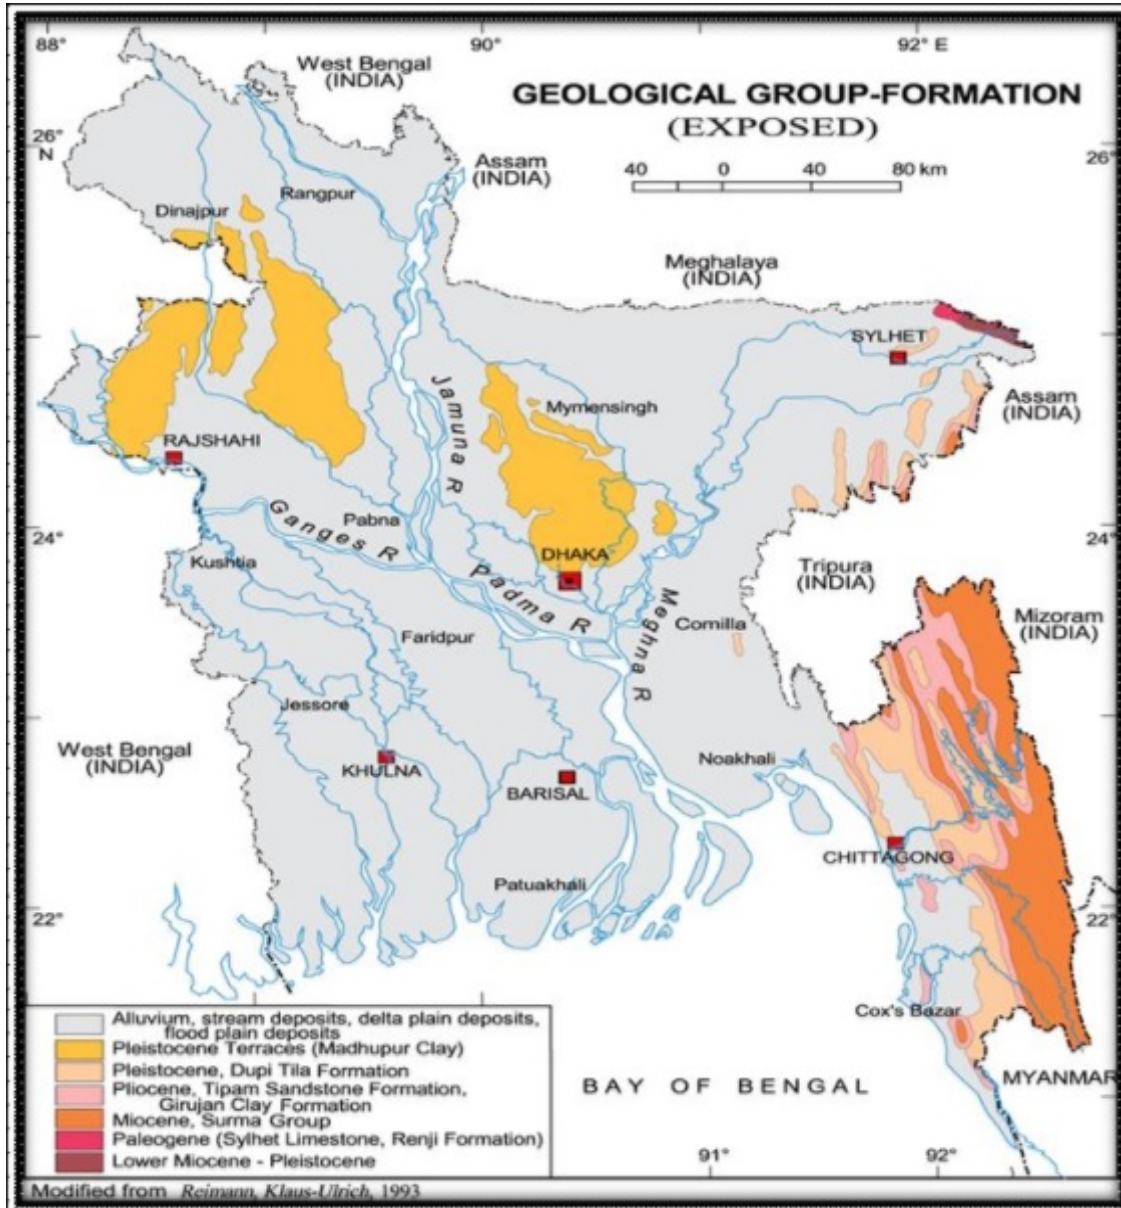 88°
90°
92° E
West Bengal
(INDIA)
GEOLOGICAL GROUP-FORMATION
(EXPOSED)
26°
N
26°
Assam
(INDIA)
40 0 40 80 km
Rangpur
Dinajpur
Meghalaya
(INDIA)
SYLHET
Assam
(INDIA)
Jamuna R
Mymensingh
RAJSHAHI
Pabna
Ganges R
24°
24°
DHAKA
Kushtia
Padma R
Tripura
(INDIA)
Meghna R
Mizoram
(INDIA)
Comilla
Faridpur
Jessore
West Bengal
(INDIA)
Noakhali
KHULNA
BARISAL
CHITTAGONG
Patuakhali
22°
22°
Cox's Bazar
BAY OF BENGAL
MYANMAR
Alluvium, stream deposits, delta plain deposits,
flood plain deposits
Pleistocene Terraces (Madhupur Clay)
Pleistocene, Dupi Tila Formation
Pliocene, Tipam Sandstone Formation,
Girujan Clay Formation
Miocene, Surma Group
Paleogene (Sylhet Limestone, Renji Formation)
Lower Miocene - Pleistocene
91°
92°
Modified from Reimann, Klaus-Ulrich, 1993